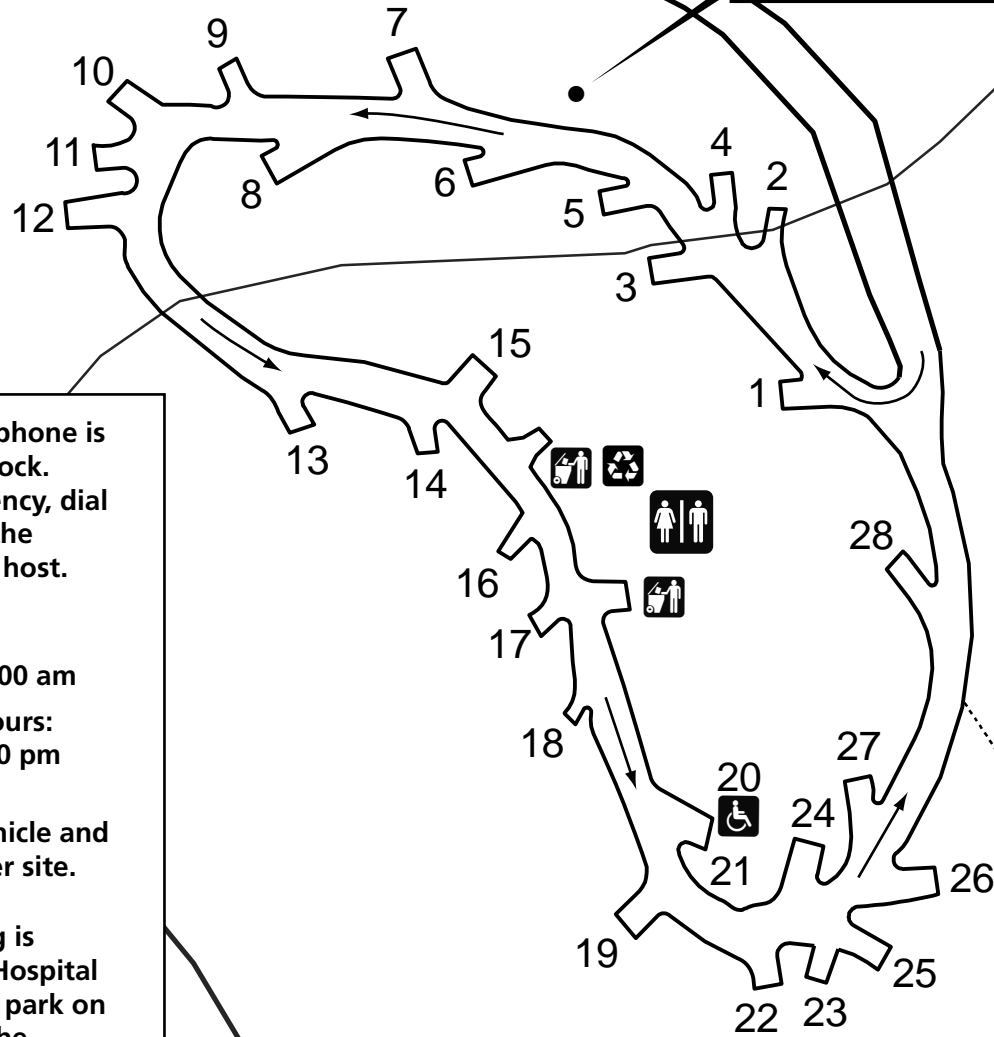 7
9
10
4
2
11
8
6
5
12
3
15
1
13
14
28
16
17
18
27
20
24
21
26
19
25
22
23
phone is
ock.
ency, dial
he
host.
00 am
ours:
0 pm
hicle and
er site.
g is
Hospital
park on
he